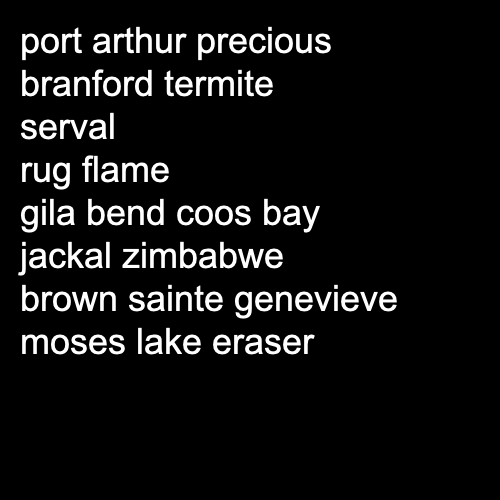 port arthur precious
branford termite
serval
rug flame
gila bend coos bay
jackal zimbabwe
brown sainte genevieve
moses lake eraser